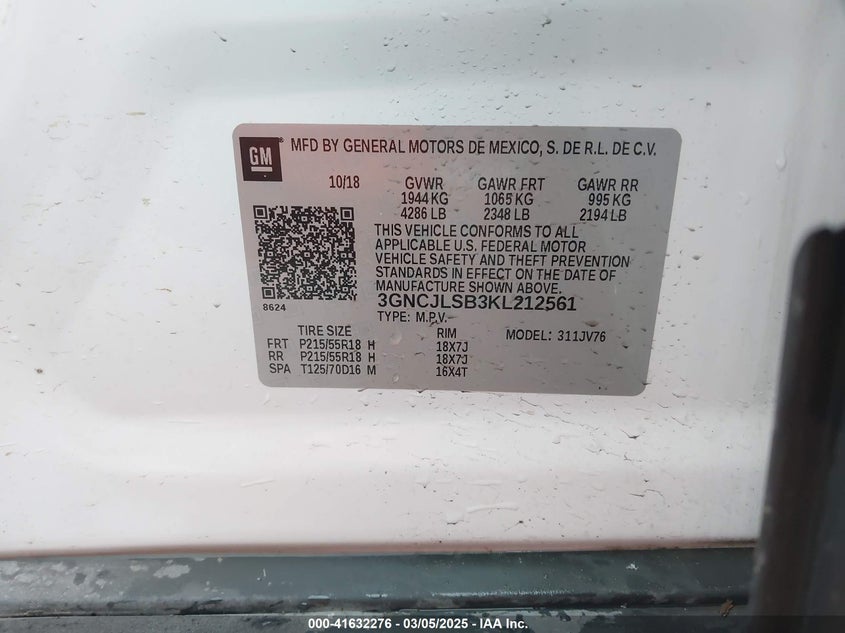 GM
MFD BY GENERAL MOTORS DE MEXICO, S. DE R.L. DE C.V.
10/18 GVWR GAWR FRT GAWR RR
1944 KG 1065 KG 995 KG
4286 LB 2348 LB 2194 LB
THIS VEHICLE CONFORMS TO ALL
APPLICABLE U.S. FEDERAL MOTOR
VEHICLE SAFETY AND THEFT PREVENTION
STANDARDS IN EFFECT ON THE DATE OF
MANUFACTURE SHOWN ABOVE.
8624
3GNCJLSB3KL212561
TYPE: M.P.V.
TIRE SIZE RIM MODEL: 311JV76
FRT P215/55R18 H 18X7J
RR P215/55R18 H 18X7J
SPA T125/70D16 M 16X4T
000-41632276 - 03/05/2025 - IAA Inc.